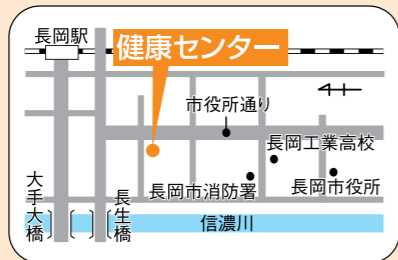 長岡駅
健康センター
市役所通り
長岡工業高校
長岡市消防署
長岡市役所
大手大橋
長生橋
信濃川